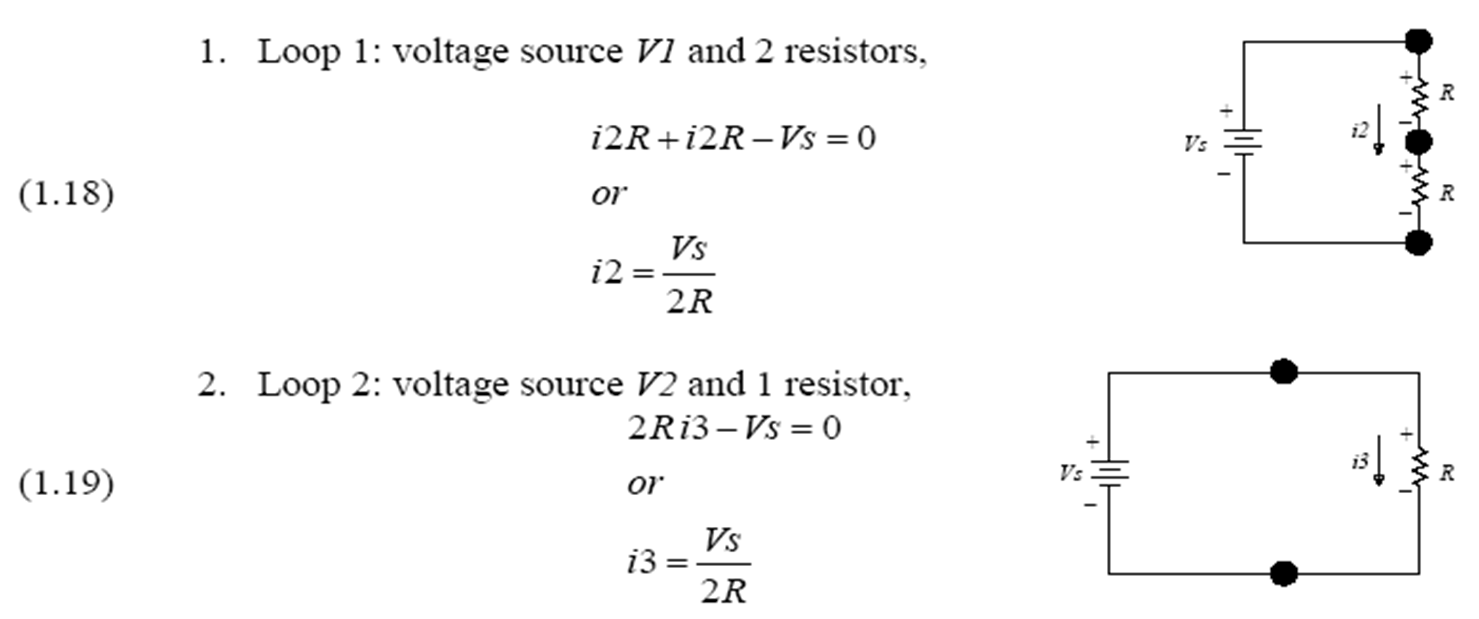 1. Loop 1: voltage source V1 and 2 resistors,
i2R + i2R – Vs = 0
(1.18)
or
i2 = Vs / 2R
+
Vs
–
i2
+
R
–
+
R
–
2. Loop 2: voltage source V2 and 1 resistor,
2R i3 – Vs = 0
(1.19)
or
i3 = Vs / 2R
+
Vs
–
i3
+
R
–